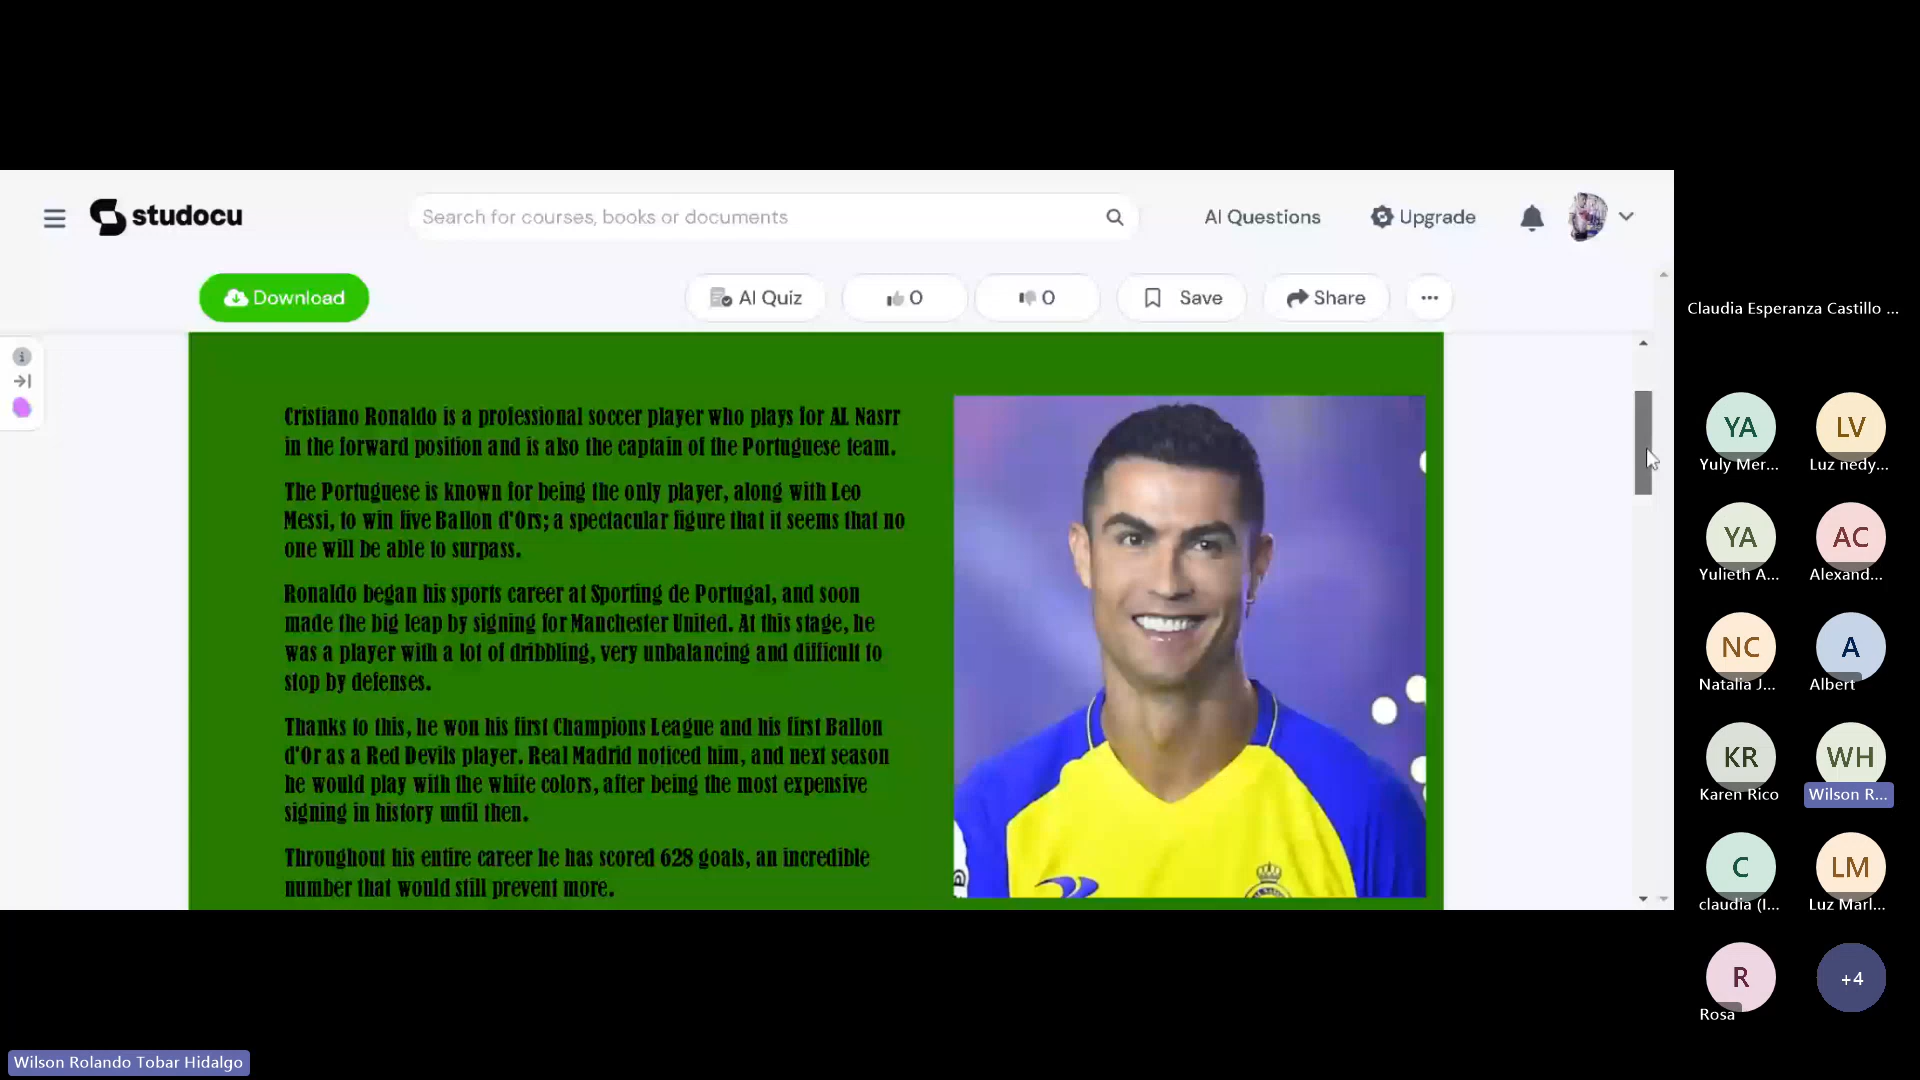 studocu
Search for courses, books or documents
AI Questions
Upgrade
Download
AI Quiz
0
0
Save
Share
Cristiano Ronaldo is a professional soccer player who plays for AL Nasrr
in the forward position and is also the captain of the Portuguese team.
The Portuguese is known for being the only player, along with Leo
Messi, to win five Ballon d'Ors; a spectacular figure that it seems that no
one will be able to surpass.
Ronaldo began his sports career at Sporting de Portugal, and soon
made the big leap by signing for Manchester United. At this stage, he
was a player with a lot of dribbling, very unbalancing and difficult to
stop by defenses.
Thanks to this, he won his first Champions League and his first Ballon
d'Or as a Red Devils player. Real Madrid noticed him, and next season
he would play with the white colors, after being the most expensive
signing in history until then.
Throughout his entire career he has scored 628 goals, an incredible
number that would still prevent more.
Claudia Esperanza Castillo ...
YA
Yuly Mer...
LV
Luz nedy...
YA
Yulieth A...
AC
Alexand...
NC
Natalia J...
A
Albert
KR
Karen Rico
WH
Wilson R...
C
claudia (I...
LM
Luz Marl...
R
Rosa
+4
Wilson Rolando Tobar Hidalgo